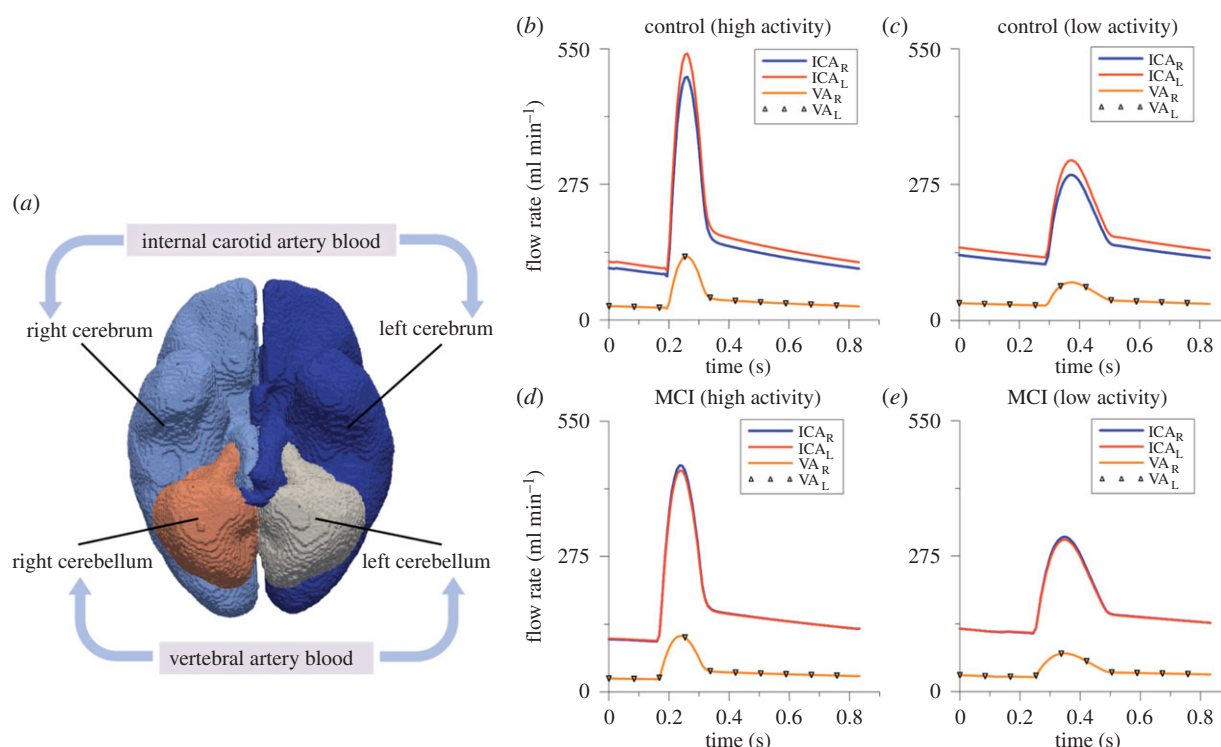 (a)
internal carotid artery blood
right cerebrum
left cerebrum
right cerebellum
left cerebellum
vertebral artery blood
(b)
control (high activity)
550
275
0
flow rate (ml min⁻¹)
ICA_R
ICA_L
VA_R
VA_L
0 0.2 0.4 0.6 0.8
time (s)
(c)
control (low activity)
550
275
0
ICA_R
ICA_L
VA_R
VA_L
0 0.2 0.4 0.6 0.8
time (s)
(d)
MCI (high activity)
550
275
0
flow rate (ml min⁻¹)
ICA_R
ICA_L
VA_R
VA_L
0 0.2 0.4 0.6 0.8
time (s)
(e)
MCI (low activity)
550
275
0
ICA_R
ICA_L
VA_R
VA_L
0 0.2 0.4 0.6 0.8
time (s)